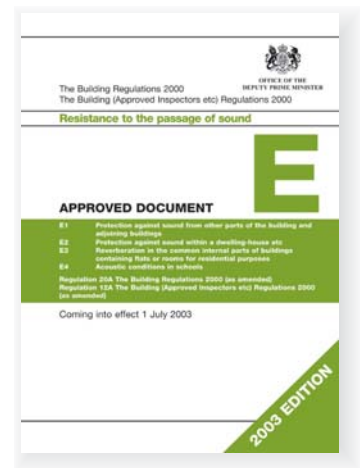 OFFICE OF THE
DEPUTY PRIME MINISTER
The Building Regulations 2000
The Building (Approved Inspectors etc) Regulations 2000
Resistance to the passage of sound
E
APPROVED DOCUMENT
E1 Protection against sound from other parts of the building and
adjoining buildings
E2 Protection against sound within a dwelling-house etc
E3 Reverberation in the common internal parts of buildings
containing flats or rooms for residential purposes
E4 Acoustic conditions in schools
Regulation 20A The Building Regulations 2000 (as amended)
Regulation 12A The Building (Approved Inspectors etc) Regulations 2000
(as amended)
Coming into effect 1 July 2003
2003 EDITION